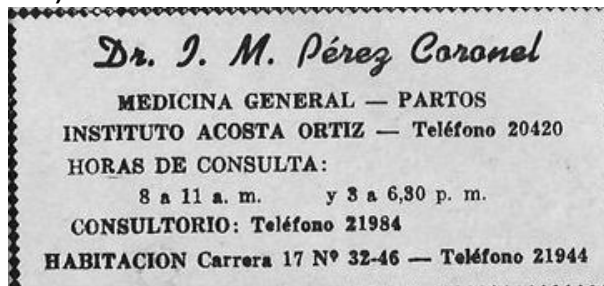 Dr. I. M. Pérez Coronel
MEDICINA GENERAL — PARTOS
INSTITUTO ACOSTA ORTIZ — Teléfono 20420
HORAS DE CONSULTA:
8 a 11 a. m. y 3 a 6,30 p. m.
CONSULTORIO: Teléfono 21984
HABITACION Carrera 17 Nº 32-46 — Teléfono 21944